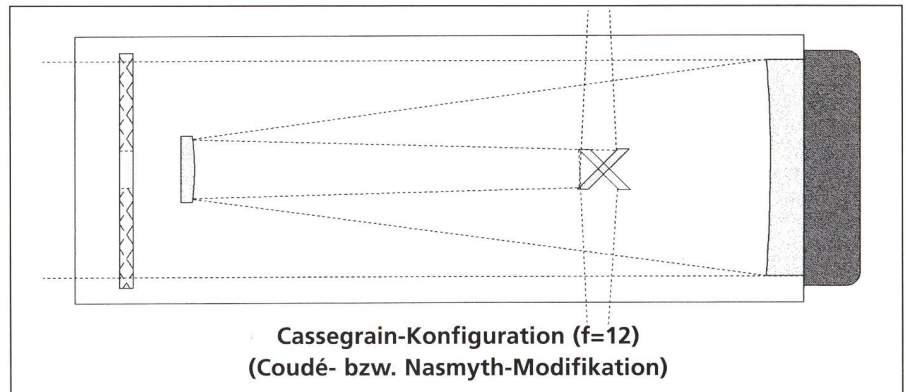 Cassegrain-Konfiguration (f=12)
(Coudé- bzw. Nasmyth-Modifikation)